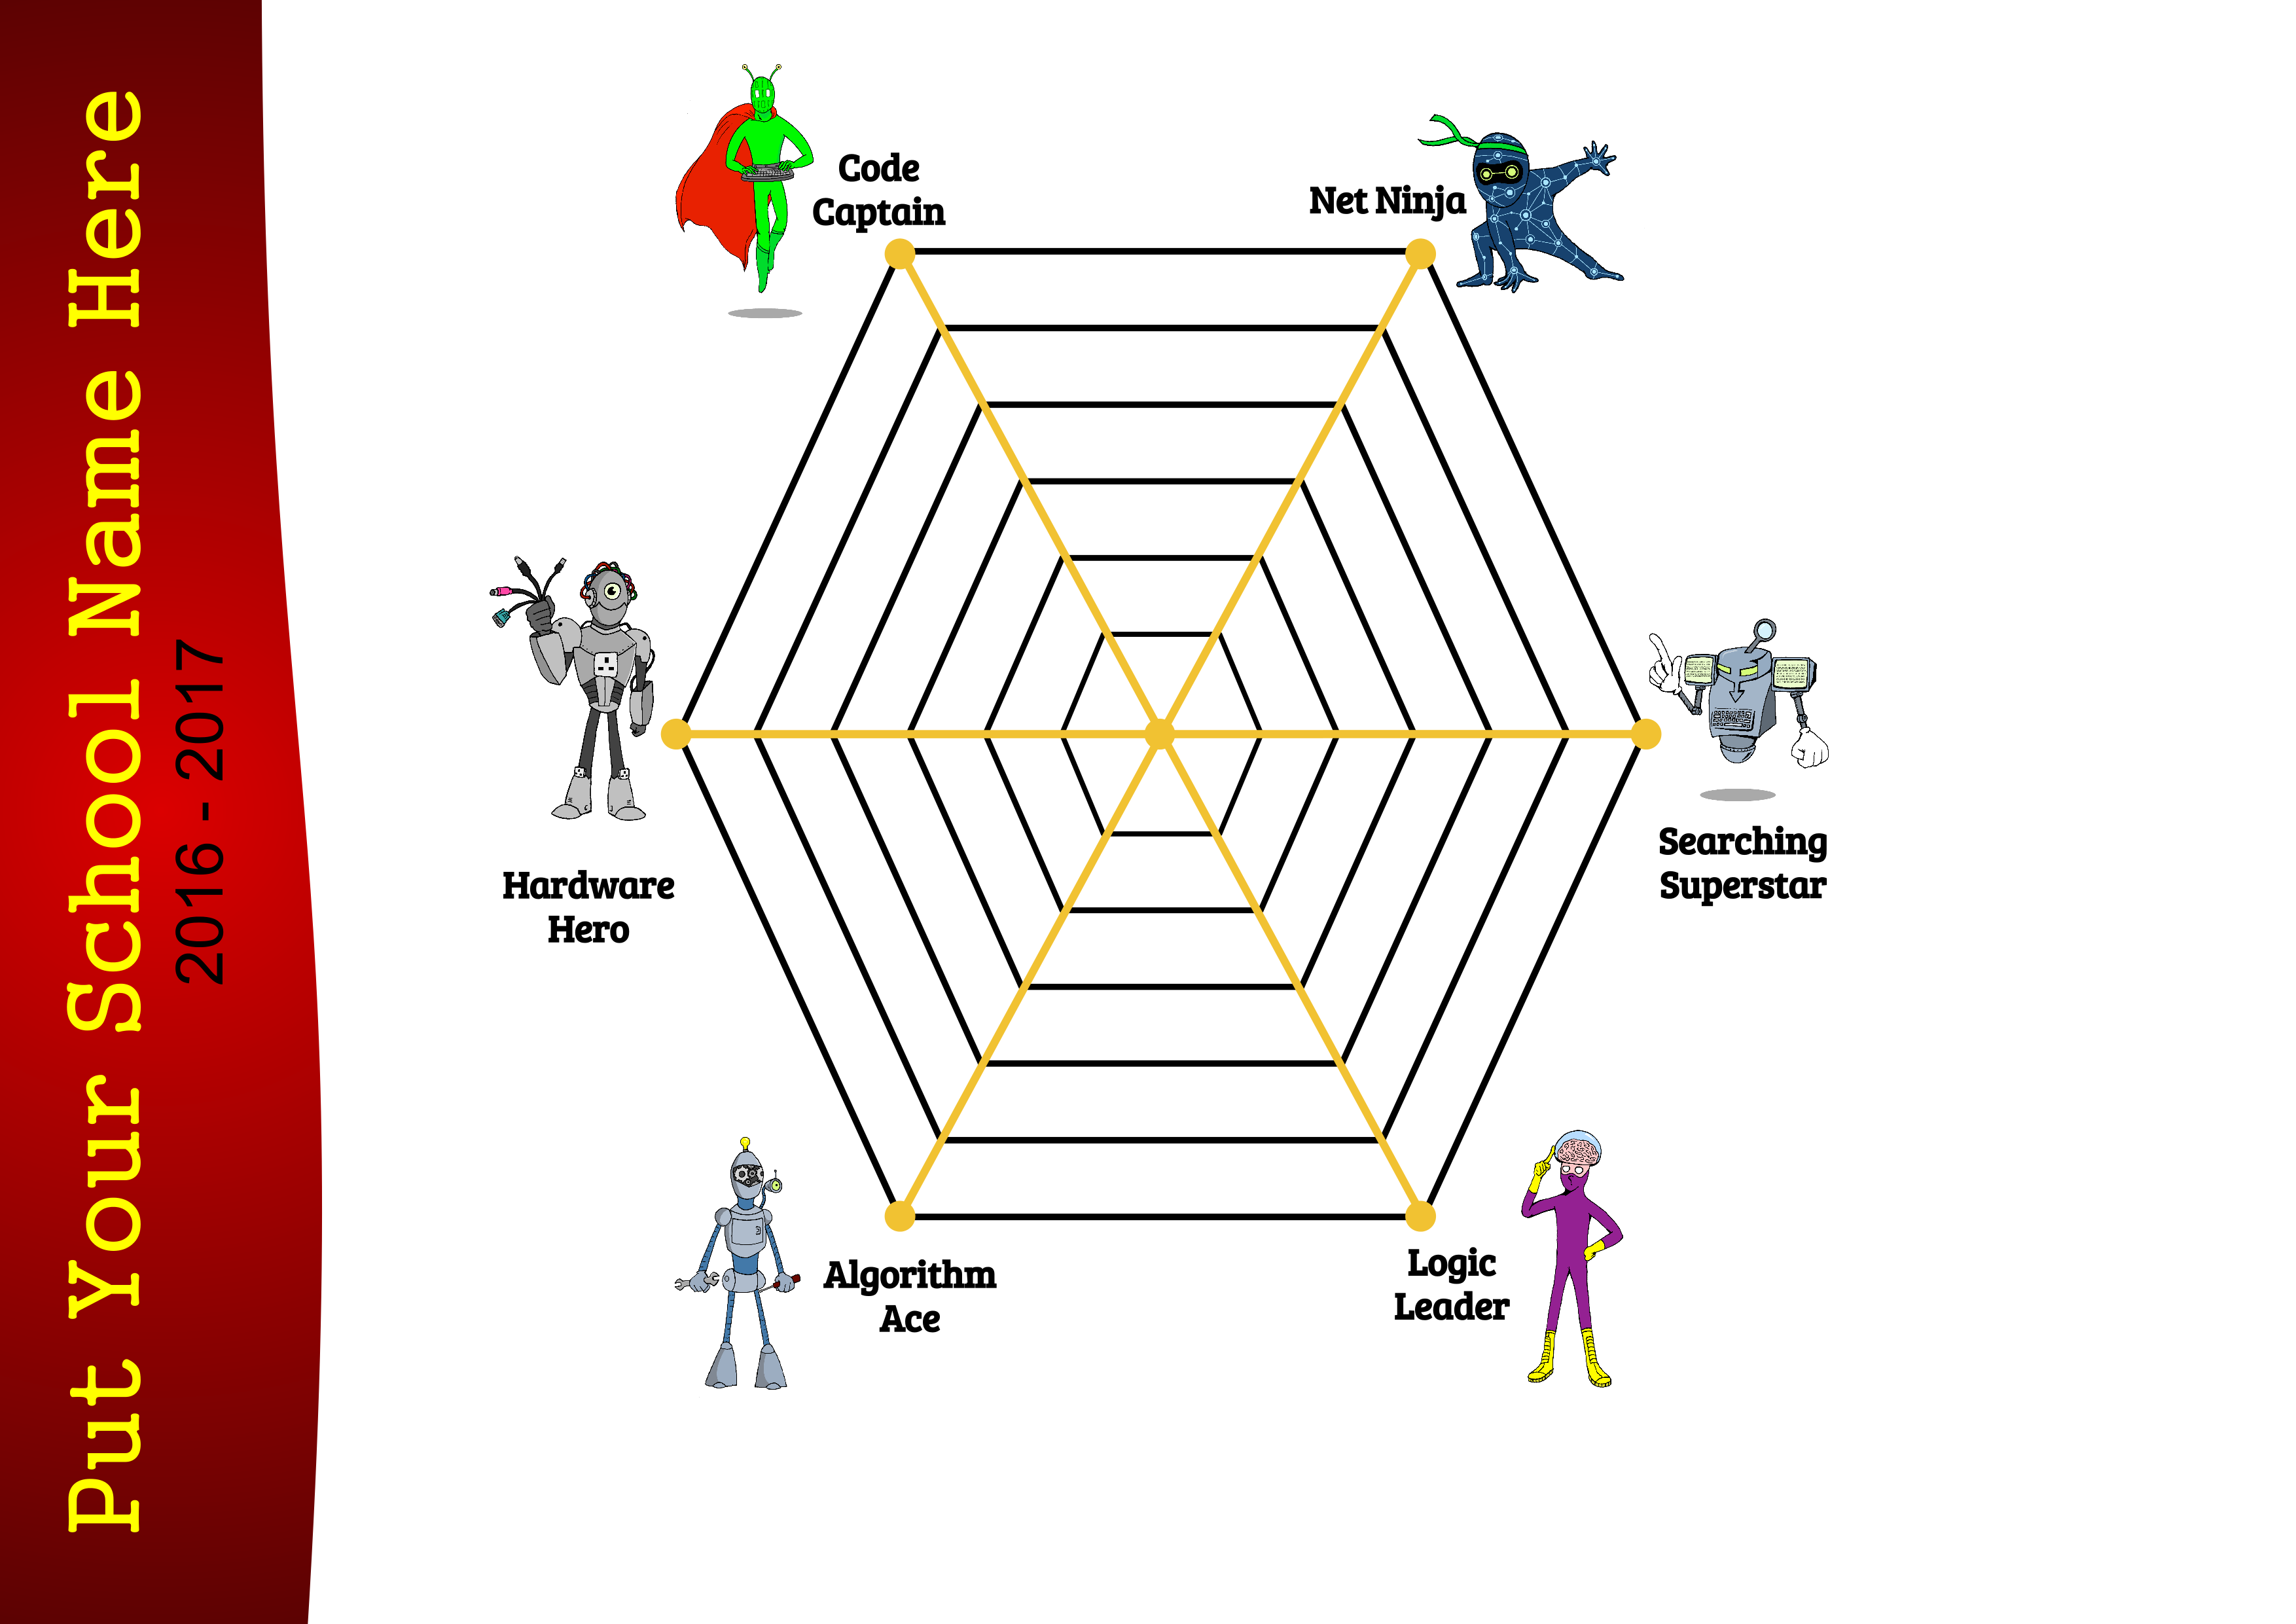 Put Your School Name Here
2016 - 2017
Code
Captain
Net Ninja
Hardware
Hero
Searching
Superstar
Algorithm
Ace
Logic
Leader